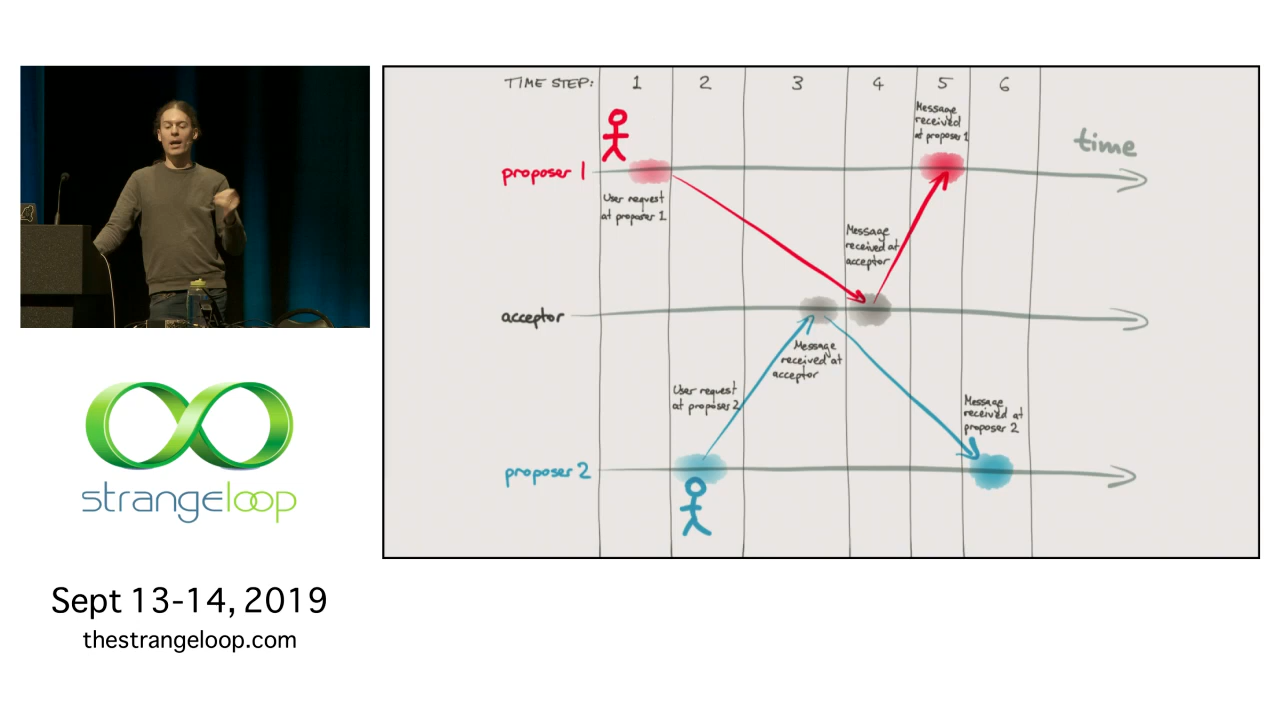 TIME STEP: 1 2 3 4 5 6
Message
received
at proposer 1
time
proposer 1
User request
at proposer 1
Message
received at
acceptor
acceptor
Message
received at
acceptor
User request
at proposer 2
Message
received at
proposer 2
proposer 2
strangeloop
Sept 13-14, 2019
thestrangeloop.com